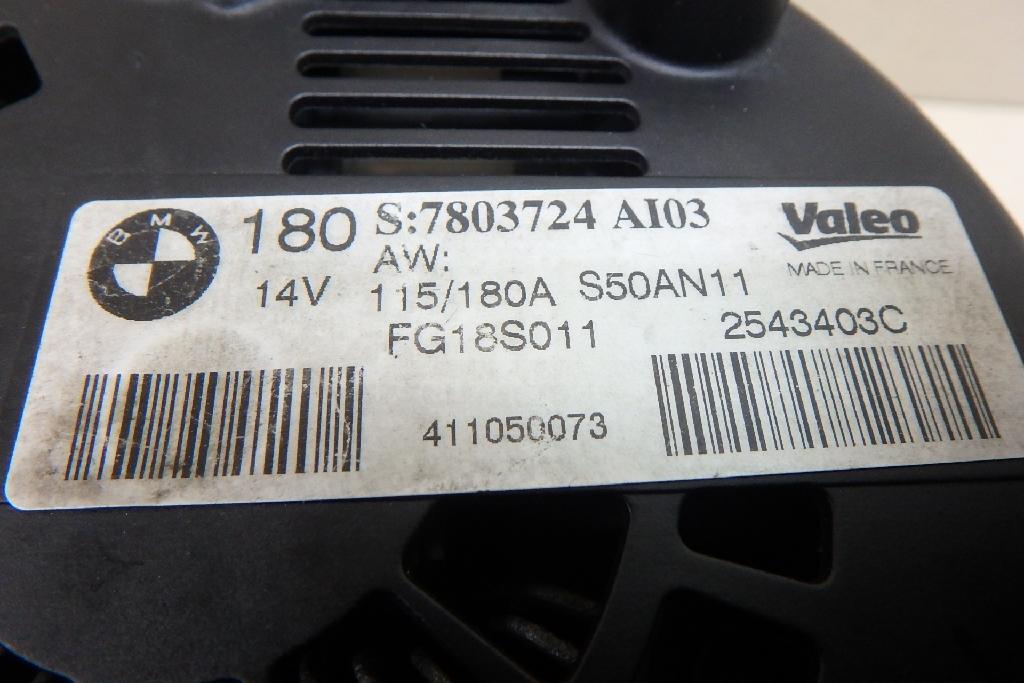 BMW
180 S:7803724 AI03
Valeo
AW:
MADE IN FRANCE
14V 115/180A S50AN11
FG18S011 2543403C
411050073